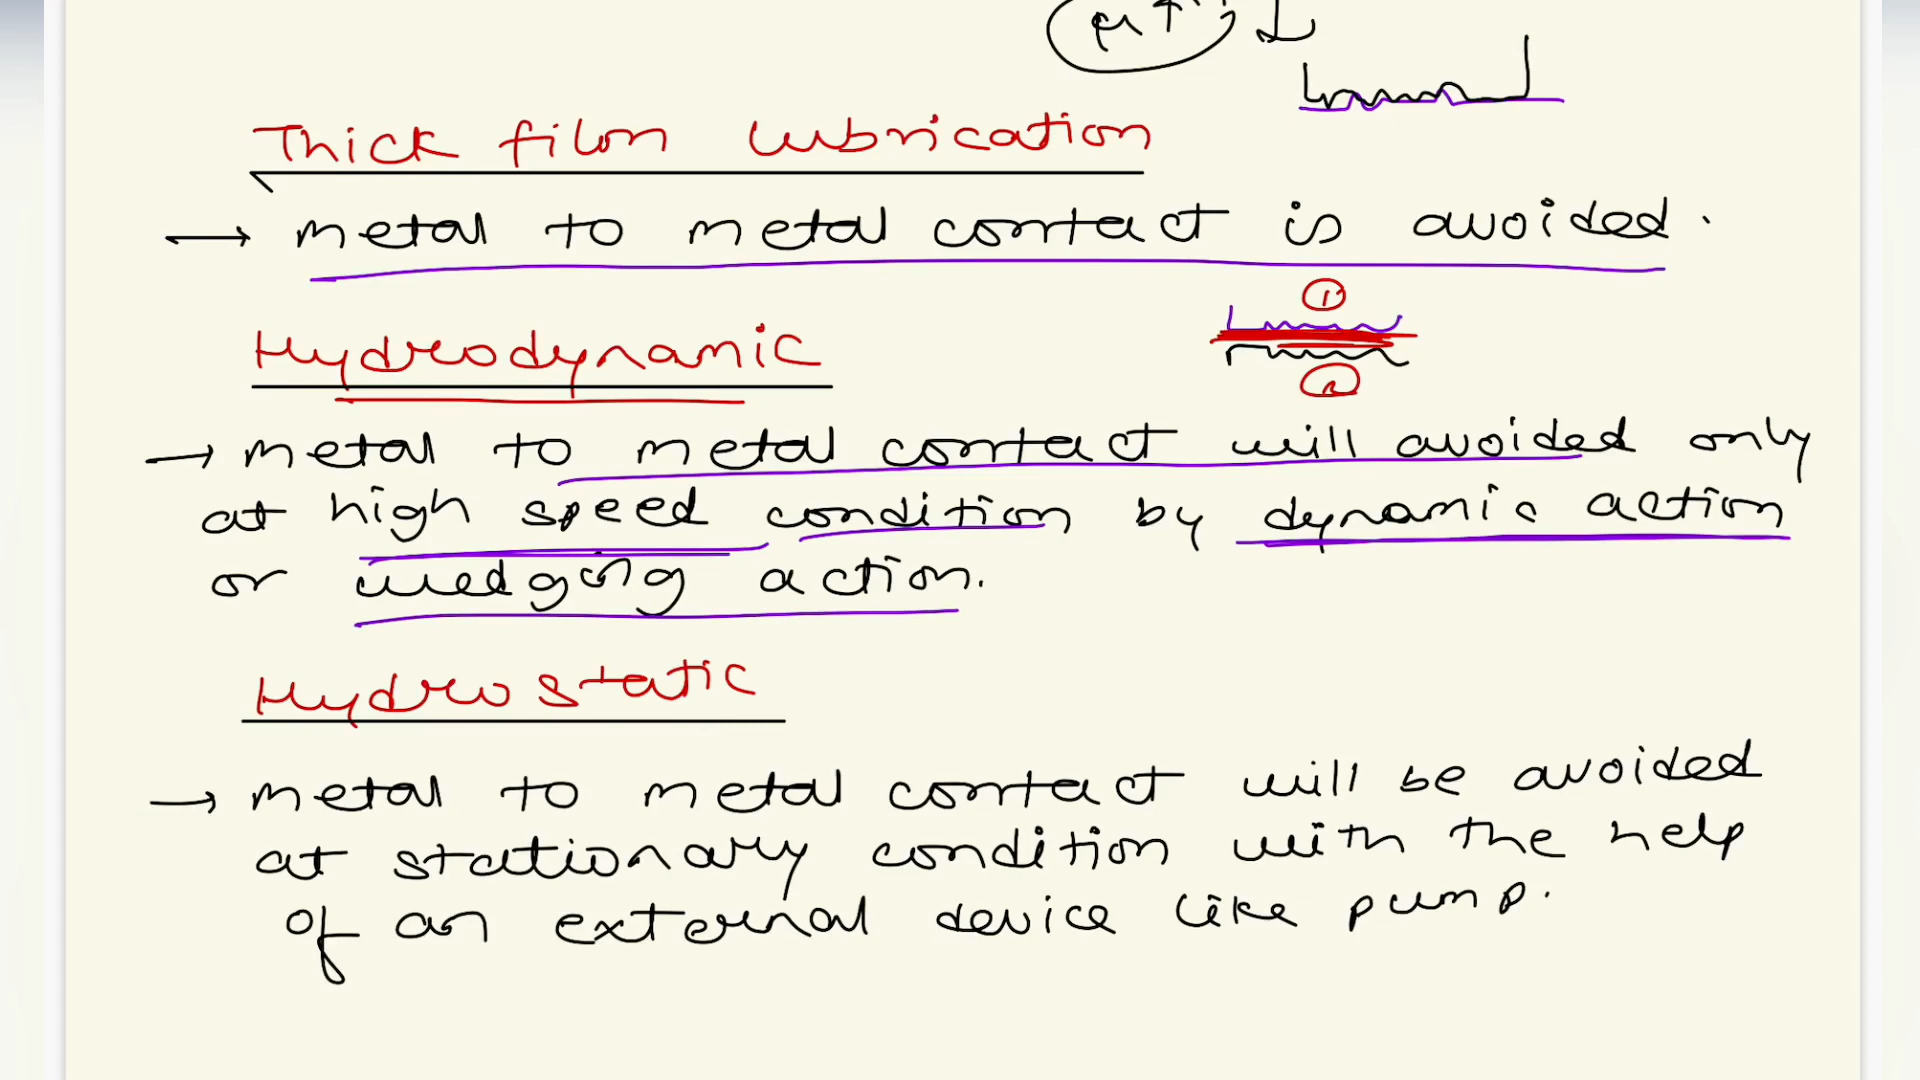 μ↑
Thick film lubrication
→ metal to metal contact is avoided.
①
Hydrodynamic
②
→ metal to metal contact will avoided only
at high speed condition by dynamic action
or wedging action.
Hydrostatic
→ metal to metal contact will be avoided
at stationary condition with the help
of an external device like pump.